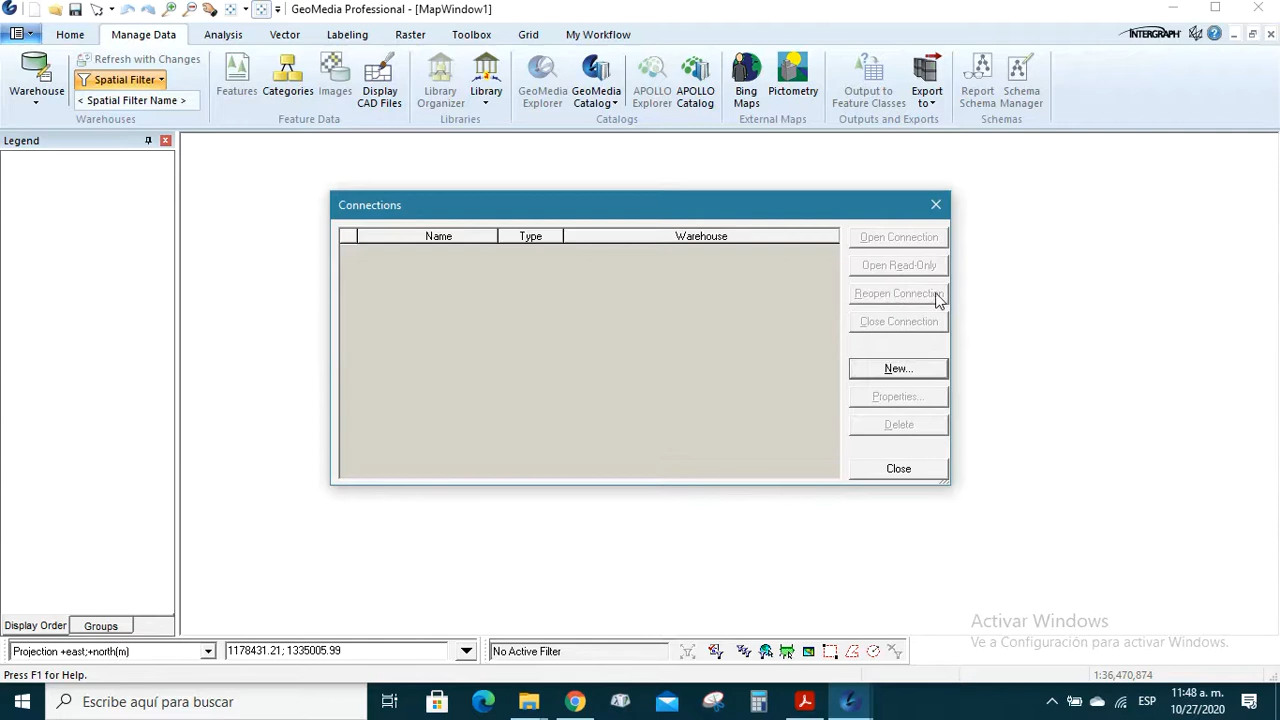 GeoMedia Professional - [MapWindow1]
Home Manage Data Analysis Vector Labeling Raster Toolbox Grid My Workflow INTERGRAPH
Warehouse
Refresh with Changes
Spatial Filter
< Spatial Filter Name >
Warehouses
Features
Categories
Images
Display
CAD Files
Feature Data
Library
Organizer
Library
Libraries
GeoMedia
Explorer
GeoMedia
Catalog
APOLLO
Explorer
APOLLO
Catalog
Catalogs
Bing
Maps
Pictometry
External Maps
Output to
Feature Classes
Export
to
Outputs and Exports
Report
Schema
Schema
Manager
Schemas
Legend
Connections
Name Type Warehouse
Open Connection
Open Read-Only
Reopen Connection
Close Connection
New...
Properties...
Delete
Close
Display Order Groups
Activar Windows
Ve a Configuración para activar Windows.
Projection +east;+north(m) 1178431.21; 1335005.99 No Active Filter
Press F1 for Help. 1:36,470,874
Escribe aquí para buscar
ESP
11:48 a. m.
10/27/2020